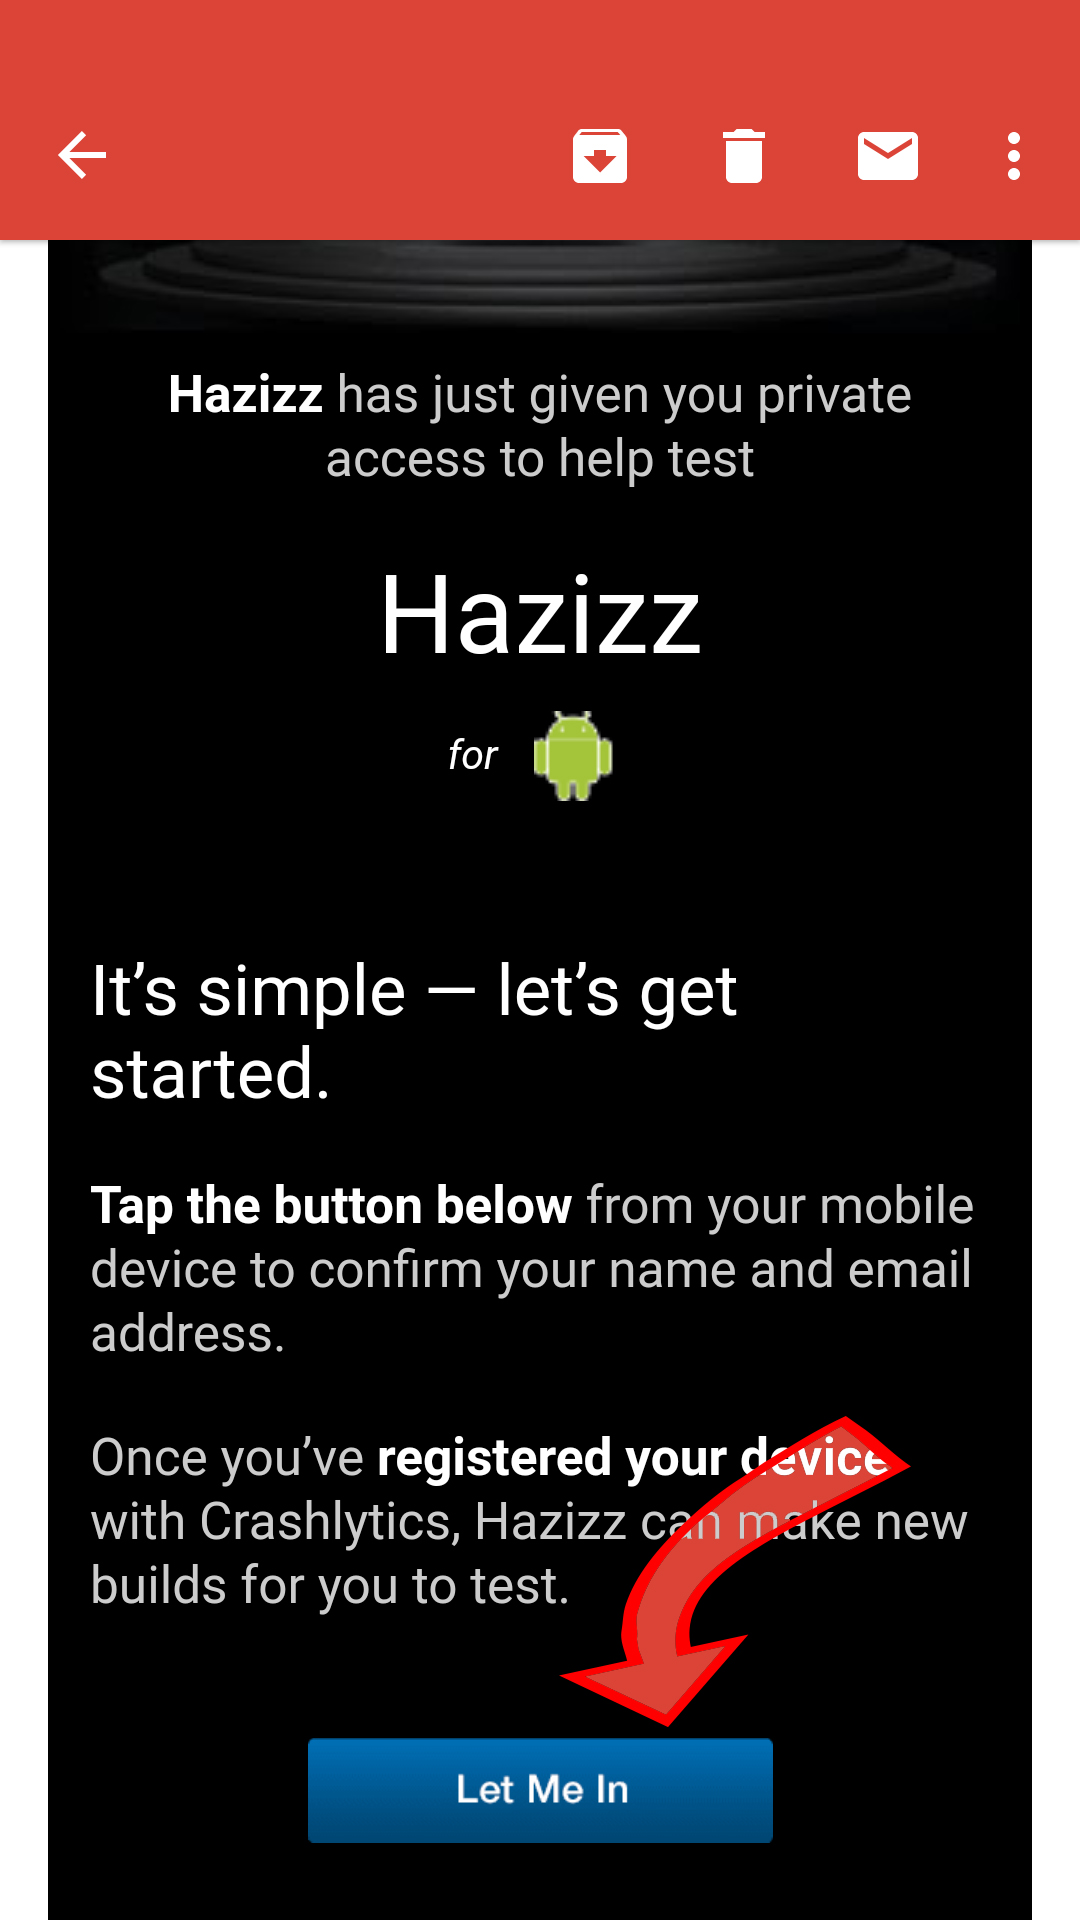 Hazizz has just given you private
access to help test
Hazizz
for
It’s simple — let’s get
started.
Tap the button below from your mobile
device to confirm your name and email
address.
Once you’ve registered your device
with Crashlytics, Hazizz can make new
builds for you to test.
Let Me In